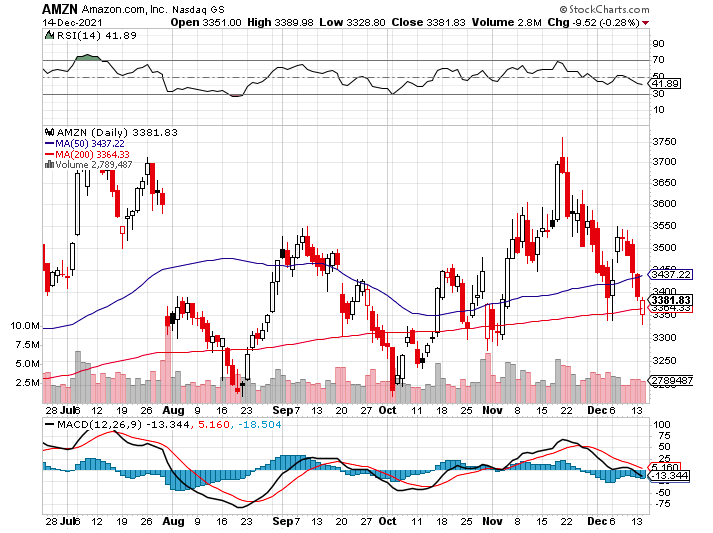 AMZN Amazon.com, Inc. Nasdaq GS © StockCharts.com
14-Dec-2021 Open 3351.00 High 3389.98 Low 3328.80 Close 3381.83 Volume 2.8M Chg -9.52 (-0.28%)
RSI(14) 41.89
90
70
50
41.89
30
10
AMZN (Daily) 3381.83
MA(50) 3437.22
MA(200) 3364.33
Volume 2,789,487
3750
3700
3650
3600
3550
3500
3450
3437.22
3400
3381.83
3364.33
3350
3300
3250
2789487
10.0M
7.5M
5.0M
2.5M
28 Jul 6 12 19 26 Aug 9 16 23 Sep 7 13 20 27 Oct 11 18 25 Nov 8 15 22 Dec 6 13
MACD(12,26,9) -13.344, 5.160, -18.504
100
75
50
25
5.160
-13.344
-50
-75
28 Jul 6 12 19 26 Aug 9 16 23 Sep 7 13 20 27 Oct 11 18 25 Nov 8 15 22 Dec 6 13